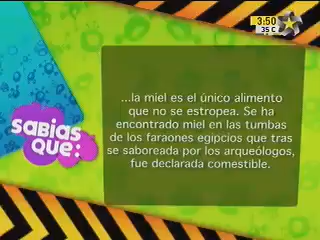 3:50
35 C
SaBíaS
QUE:
...la miel es el único alimento
que no se estropea. Se ha
encontrado miel en las tumbas
de los faraones egipcios que tras
se saboreada por los arqueólogos,
fue declarada comestible.